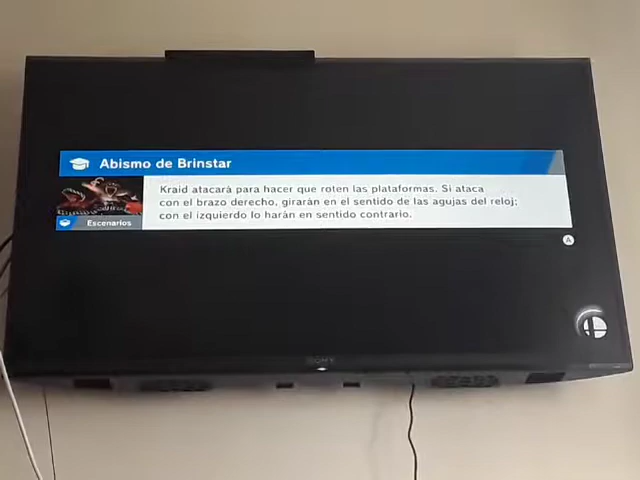 Abismo de Brinstar
Kraid atacará para hacer que roten las plataformas. Si ataca
con el brazo derecho, girarán en el sentido de las agujas del reloj;
con el izquierdo lo harán en sentido contrario.
Escenarios
A
SONY